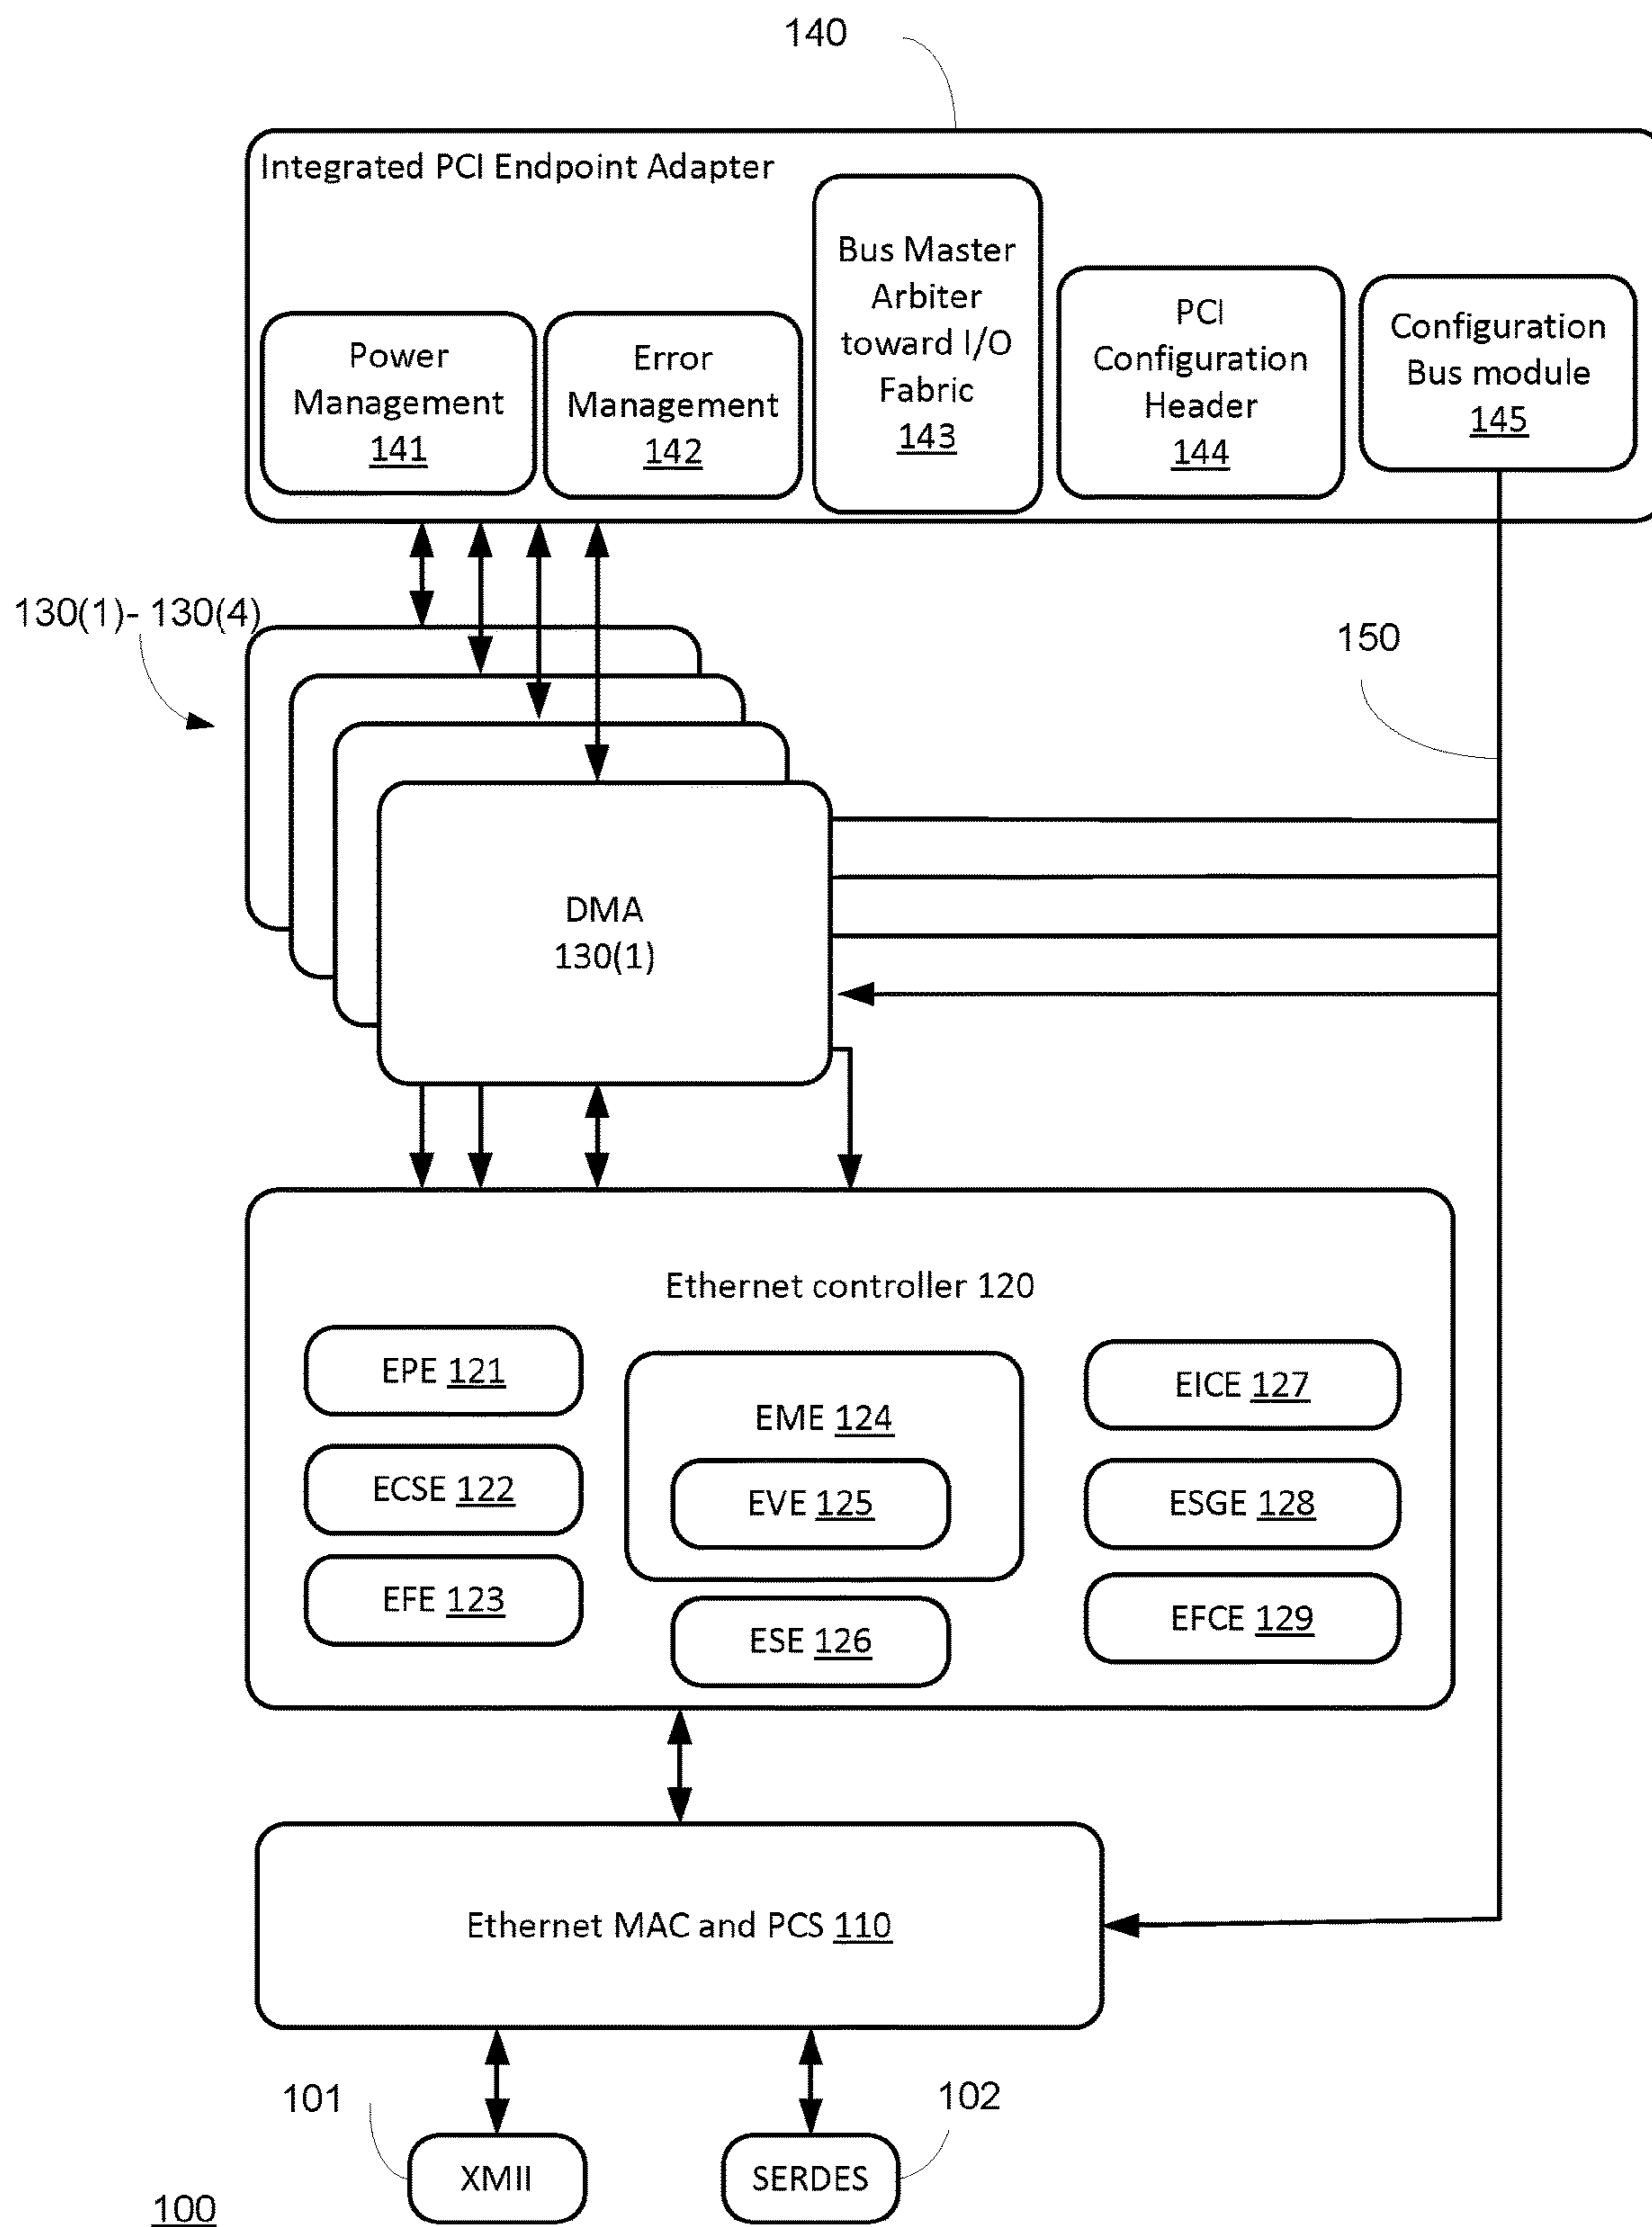 140
Integrated PCI Endpoint Adapter
Power
Management
141
Error
Management
142
Bus Master
Arbiter
toward I/O
Fabric
143
PCI
Configuration
Header
144
Configuration
Bus module
145
130(1)- 130(4)
150
DMA
130(1)
Ethernet controller 120
EPE 121
ECSE 122
EFE 123
EME 124
EVE 125
ESE 126
EICE 127
ESGE 128
EFCE 129
Ethernet MAC and PCS 110
101
XMII
102
SERDES
100